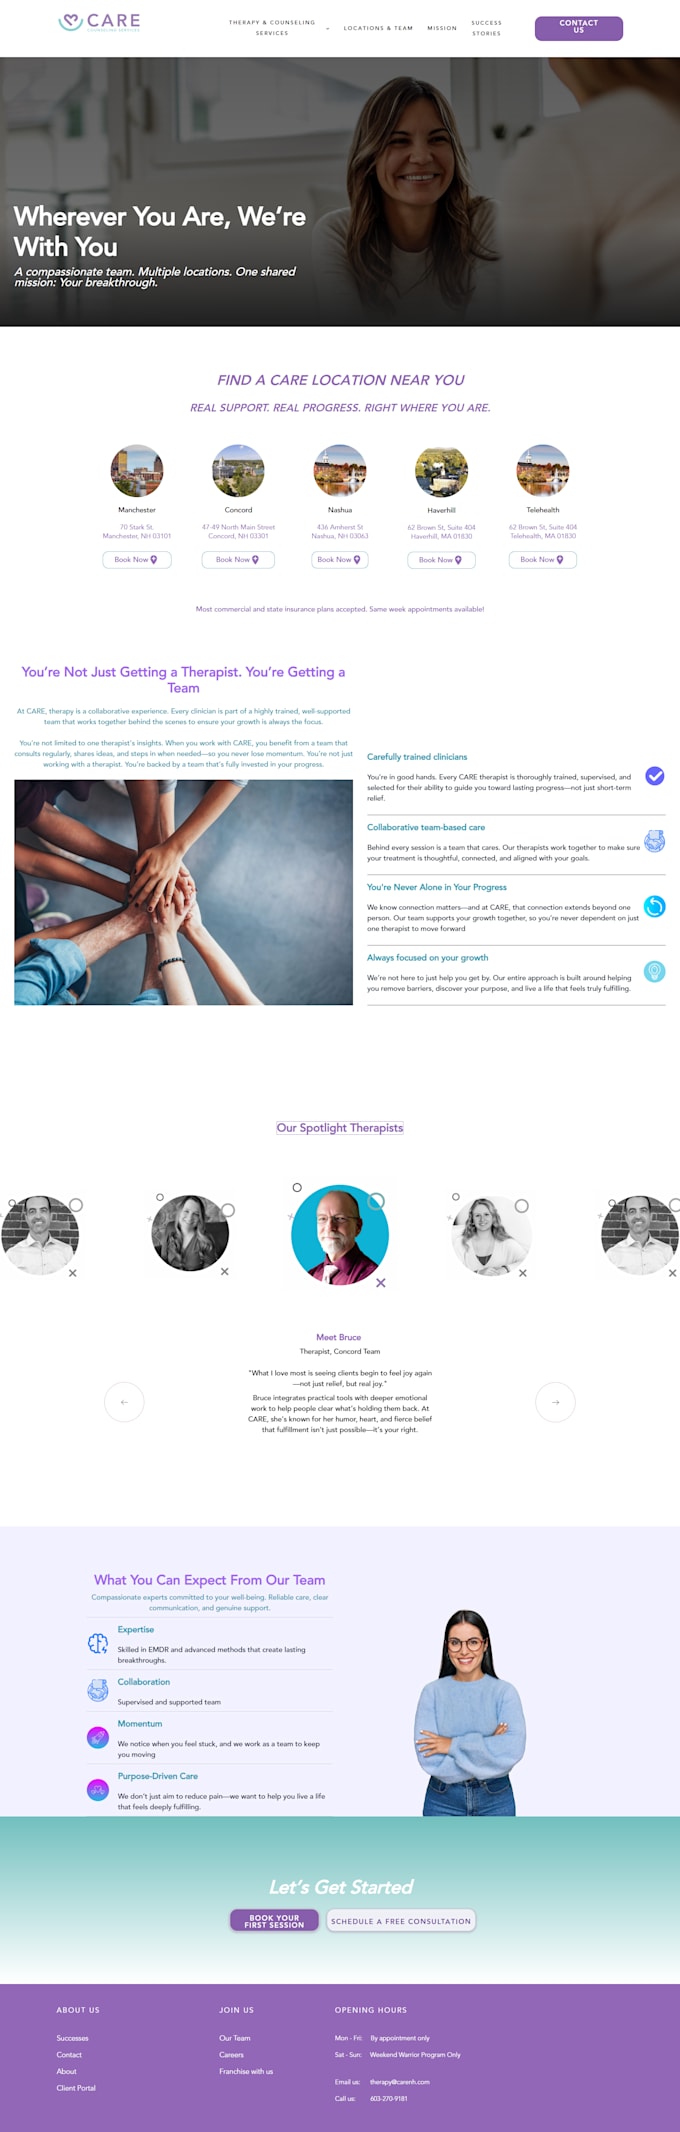 CARE
COUNSELING SERVICES
THERAPY & COUNSELING
SERVICES
LOCATIONS & TEAM
MISSION
SUCCESS
STORIES
CONTACT
US
Wherever You Are, We're
With You
A compassionate team. Multiple locations. One shared
mission: Your breakthrough.
FIND A CARE LOCATION NEAR YOU
REAL SUPPORT. REAL PROGRESS. RIGHT WHERE YOU ARE.
Manchester
70 Stark St.
Manchester, NH 03101
Book Now
Concord
47-49 North Main Street
Concord, NH 03301
Book Now
Nashua
436 Amherst St
Nashua, NH 03063
Book Now
Haverhill
62 Brown St, Suite 404
Haverhill, MA 01830
Book Now
Telehealth
62 Brown St, Suite 404
Telehealth, MA 01830
Book Now
Most commercial and state insurance plans accepted. Same week appointments available!
You're Not Just Getting a Therapist. You're Getting a
Team
At CARE, therapy is a collaborative experience. Every clinician is part of a highly trained, well-supported
team that works together behind the scenes to ensure your growth is always the focus.
You're not limited to one therapist's insights. When you work with CARE, you benefit from a team that
consults regularly, shares ideas, and steps in when needed—so you never lose momentum. You're not just
working with a therapist. You're backed by a team that's fully invested in your progress.
Carefully trained clinicians
You're in good hands. Every CARE therapist is thoroughly trained, supervised, and
selected for their ability to guide you toward lasting progress—not just short-term
relief.
Collaborative team-based care
Behind every session is a team that cares. Our therapists work together to make sure
your treatment is thoughtful, connected, and aligned with your goals.
You're Never Alone in Your Progress
We know connection matters—and at CARE, that connection extends beyond one
person. Our team supports your growth together, so you're never dependent on just
one therapist to move forward
Always focused on your growth
We're not here to just help you get by. Our entire approach is built around helping
you remove barriers, discover your purpose, and live a life that feels truly fulfilling.
Our Spotlight Therapists
Meet Bruce
Therapist, Concord Team
"What I love most is seeing clients begin to feel joy again
—not just relief, but real joy."
Bruce integrates practical tools with deeper emotional
work to help people clear what's holding them back. At
CARE, she's known for her humor, heart, and fierce belief
that fulfillment isn't just possible—it's your right.
What You Can Expect From Our Team
Compassionate experts committed to your well-being. Reliable care, clear
communication, and genuine support.
Expertise
Skilled in EMDR and advanced methods that create lasting
breakthroughs.
Collaboration
Supervised and supported team
Momentum
We notice when you feel stuck, and we work as a team to keep
you moving
Purpose-Driven Care
We don't just aim to reduce pain—we want to help you live a life
that feels deeply fulfilling.
Let's Get Started
BOOK YOUR
FIRST SESSION
SCHEDULE A FREE CONSULTATION
ABOUT US
Successes
Contact
About
Client Portal
JOIN US
Our Team
Careers
Franchise with us
OPENING HOURS
Mon - Fri: By appointment only
Sat - Sun: Weekend Warrior Program Only
Email us: therapy@carenh.com
Call us: 603-270-9181